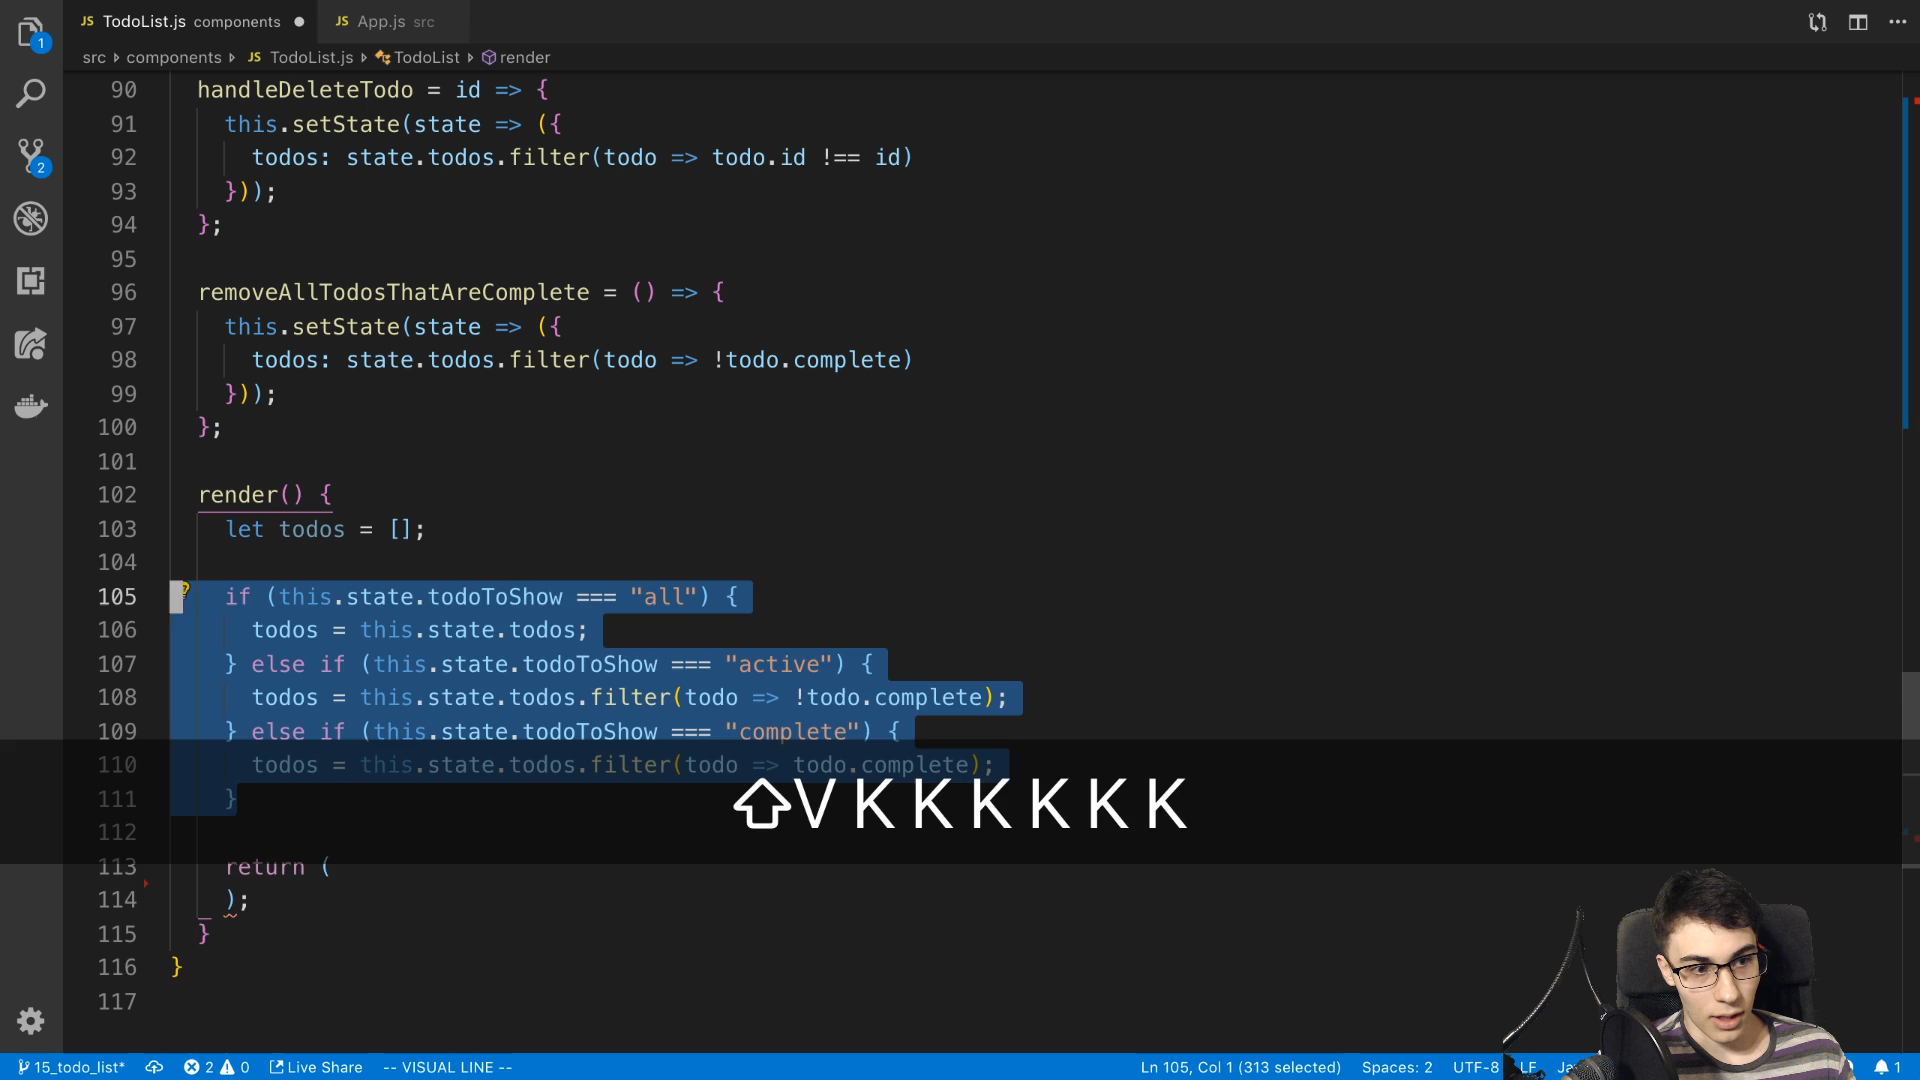 JS TodoList.js components ●
JS App.js src
src components JS TodoList.js TodoList render
1
2
90 handleDeleteTodo = id => {
91 this.setState(state => ({
92 todos: state.todos.filter(todo => todo.id !== id)
93 }));
94 };
95
96 removeAllTodosThatAreComplete = () => {
97 this.setState(state => ({
98 todos: state.todos.filter(todo => !todo.complete)
99 }));
100 };
101
102 render() {
103 let todos = [];
104
105 if (this.state.todoToShow === "all") {
106 todos = this.state.todos;
107 } else if (this.state.todoToShow === "active") {
108 todos = this.state.todos.filter(todo => !todo.complete);
109 } else if (this.state.todoToShow === "complete") {
110 todos = this.state.todos.filter(todo => todo.complete);
111 }
⇧V K K K K K K
112
113 return (
114 );
115 }
116 }
117
15_todo_list* 2 0 Live Share -- VISUAL LINE -- Ln 105, Col 1 (313 selected) Spaces: 2 UTF-8 LF 1